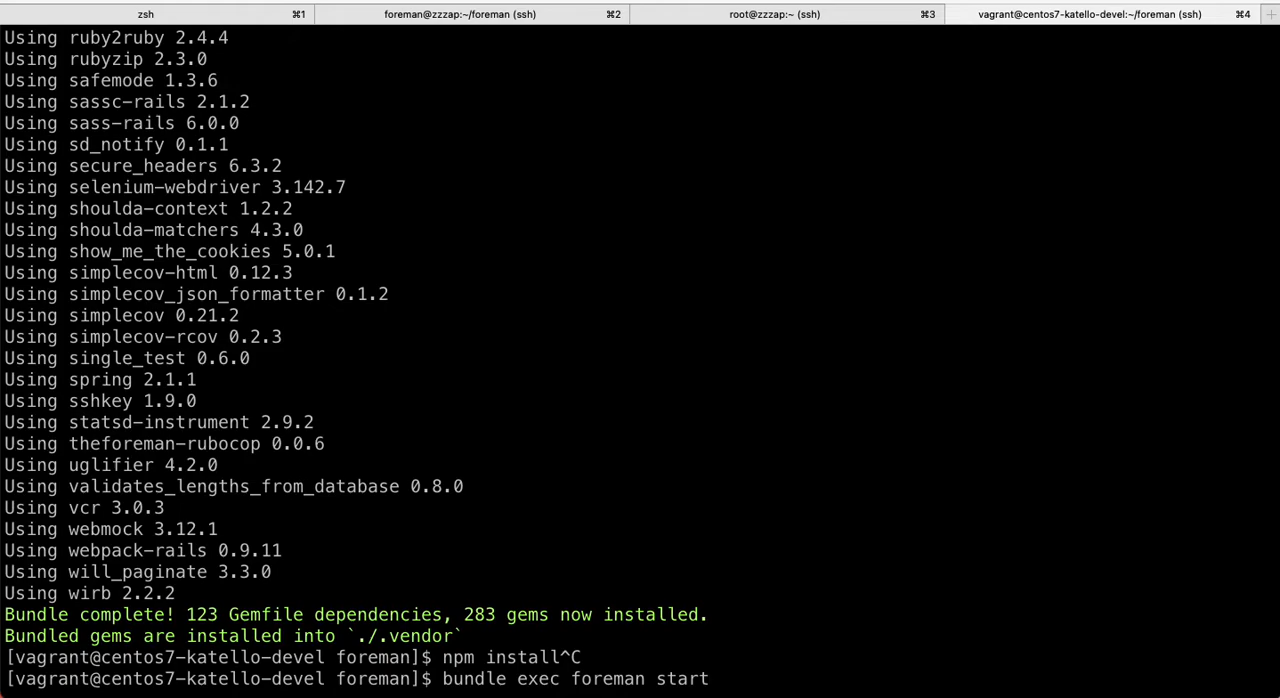 zsh ⌘1 foreman@zzzap:~/foreman (ssh) ⌘2 root@zzzap:~ (ssh) ⌘3 vagrant@centos7-katello-devel:~/foreman (ssh) ⌘4 +
Using ruby2ruby 2.4.4
Using rubyzip 2.3.0
Using safemode 1.3.6
Using sassc-rails 2.1.2
Using sass-rails 6.0.0
Using sd_notify 0.1.1
Using secure_headers 6.3.2
Using selenium-webdriver 3.142.7
Using shoulda-context 1.2.2
Using shoulda-matchers 4.3.0
Using show_me_the_cookies 5.0.1
Using simplecov-html 0.12.3
Using simplecov_json_formatter 0.1.2
Using simplecov 0.21.2
Using simplecov-rcov 0.2.3
Using single_test 0.6.0
Using spring 2.1.1
Using sshkey 1.9.0
Using statsd-instrument 2.9.2
Using theforeman-rubocop 0.0.6
Using uglifier 4.2.0
Using validates_lengths_from_database 0.8.0
Using vcr 3.0.3
Using webmock 3.12.1
Using webpack-rails 0.9.11
Using will_paginate 3.3.0
Using wirb 2.2.2
Bundle complete! 123 Gemfile dependencies, 283 gems now installed.
Bundled gems are installed into `./.vendor`
[vagrant@centos7-katello-devel foreman]$ npm install^C
[vagrant@centos7-katello-devel foreman]$ bundle exec foreman start